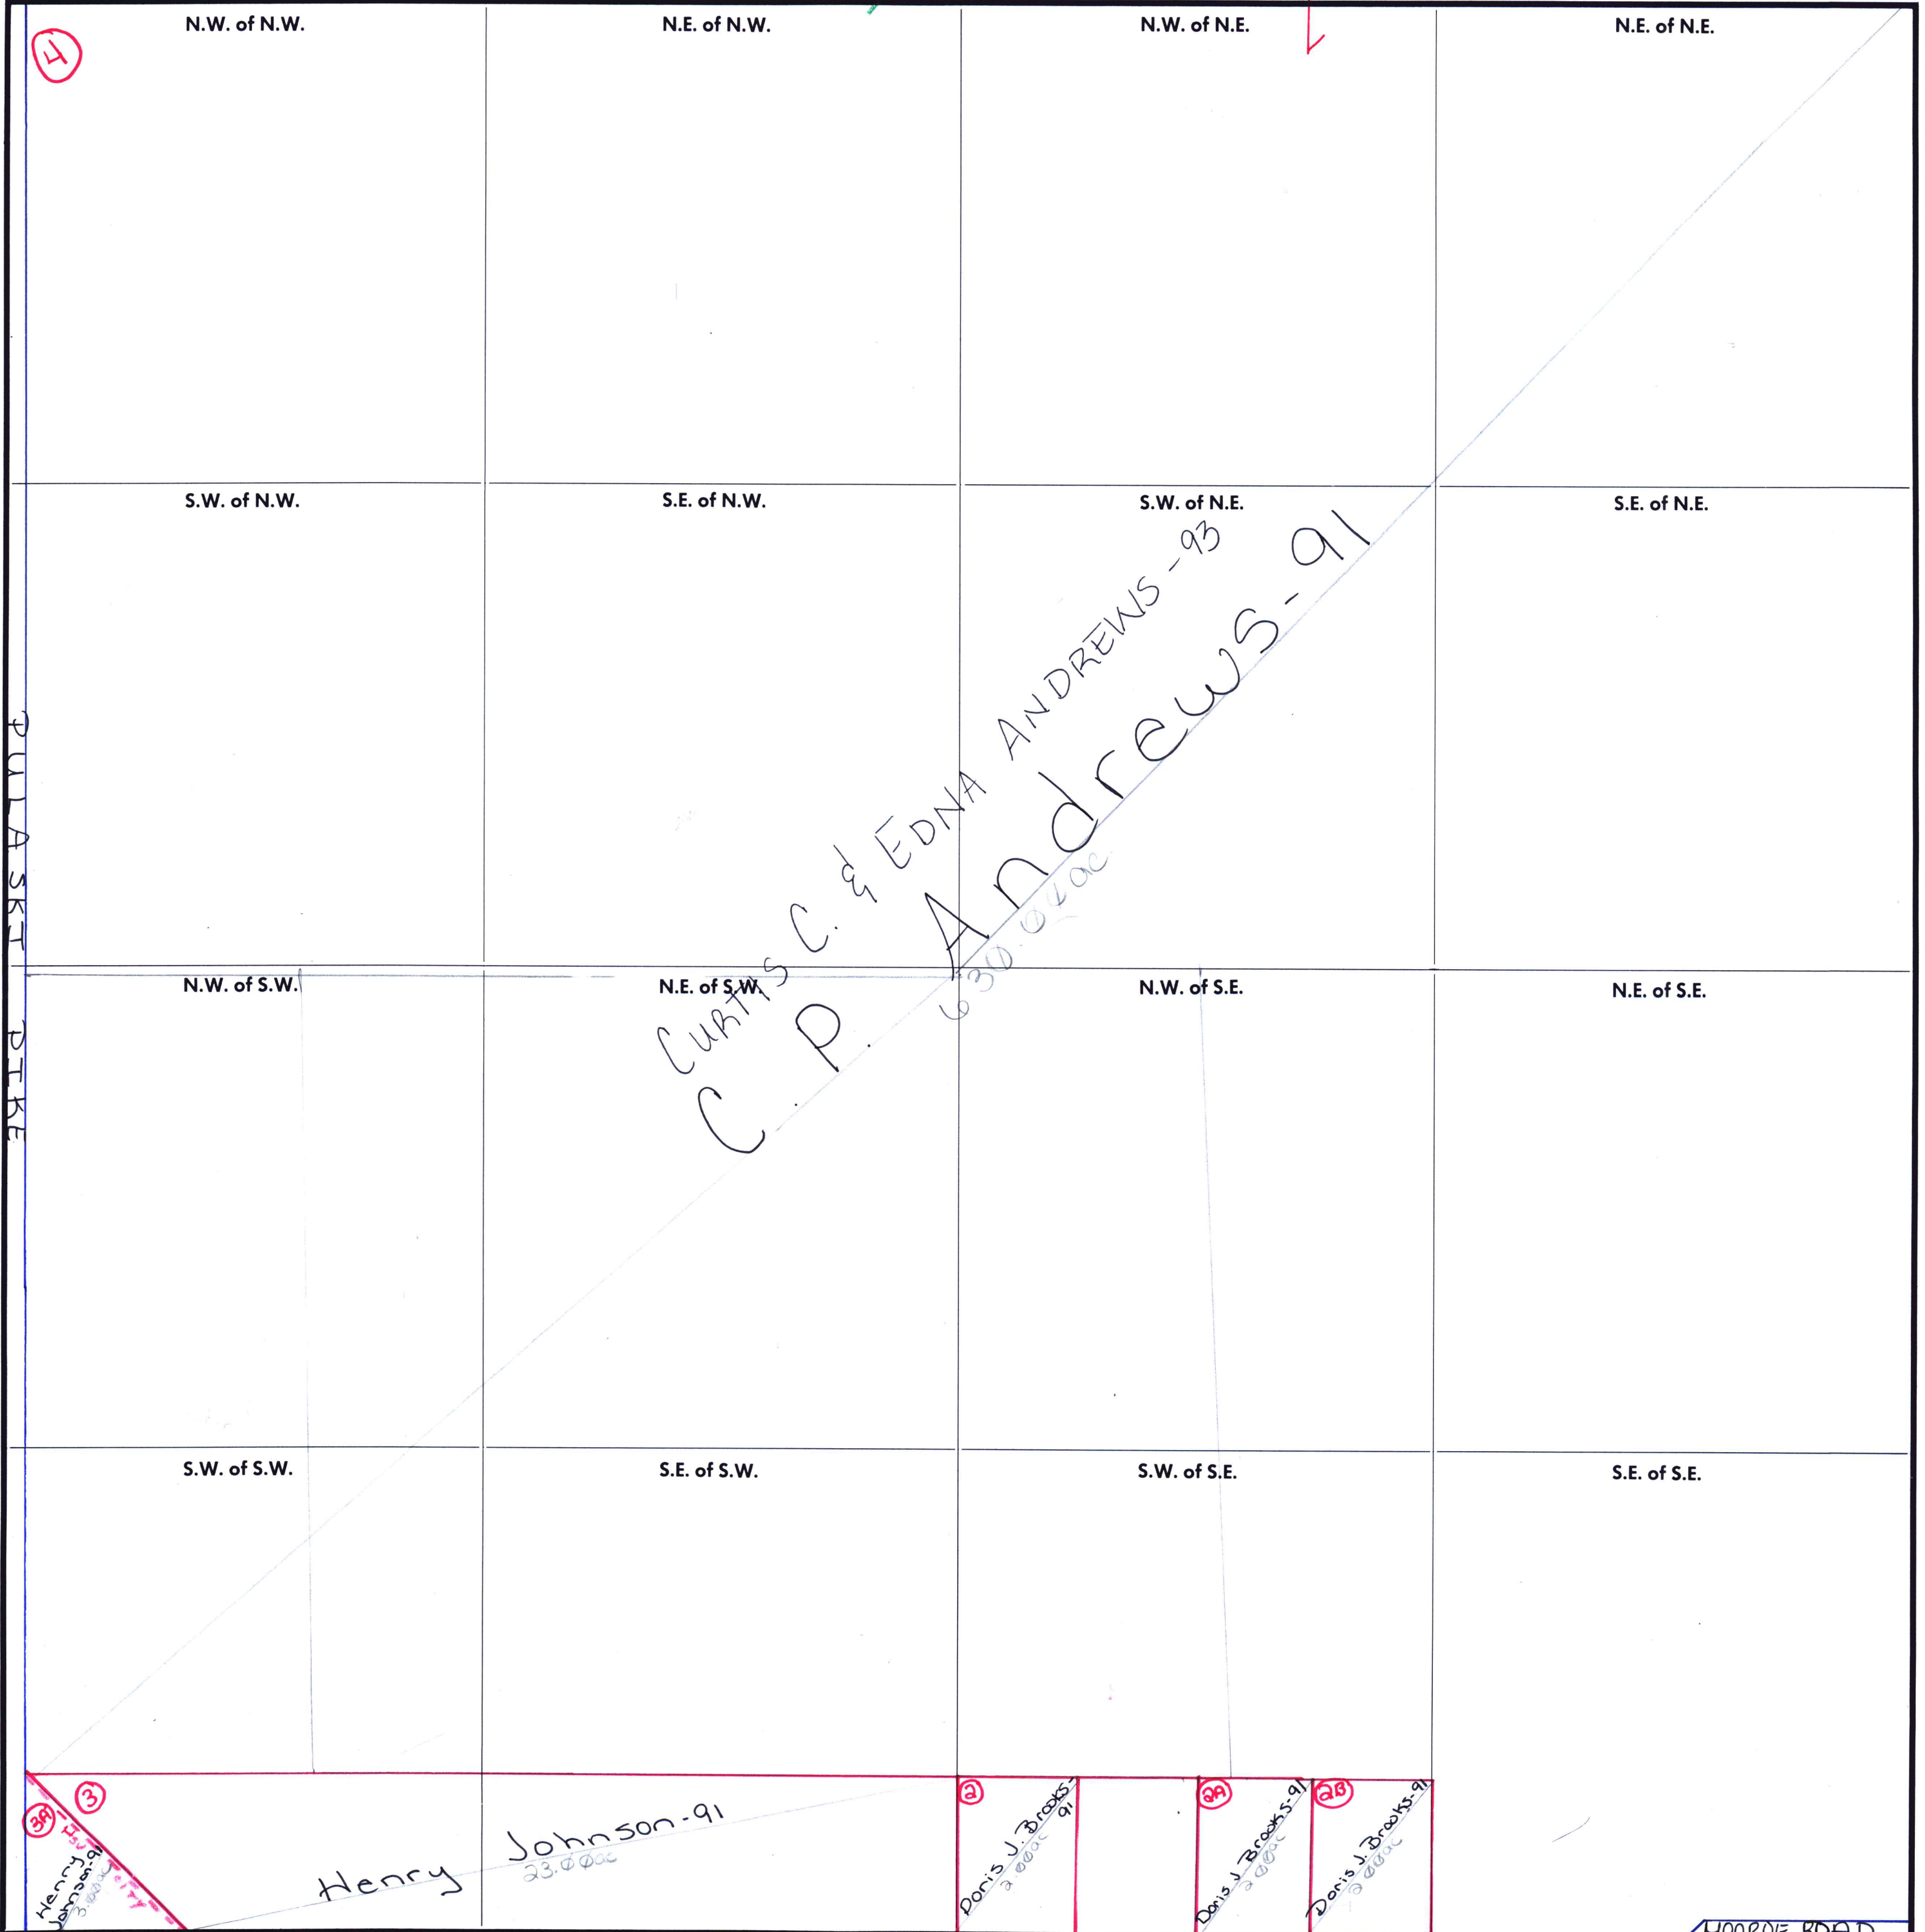 4
N.W. of N.W.
N.E. of N.W.
N.W. of N.E.
1
N.E. of N.E.
S.W. of N.W.
S.E. of N.W.
S.W. of N.E.
S.E. of N.E.
CURTIS C. & EDNA ANDREWS - 93
C. P. Andrews - 91
630.00ac
PULASKI PIKE
N.W. of S.W.
N.E. of S.W.
N.W. of S.E.
N.E. of S.E.
S.W. of S.W.
S.E. of S.W.
S.W. of S.E.
S.E. of S.E.
3
3A
Henry
Johnson-91
3.00ac
Henry Johnson-91
23.00ac
2
Doris J. Brooks-
91
2.00ac
2A
Doris J Brooks-91
2.00ac
2B
Doris J. Brooks-91
2.00ac
MONROE ROAD